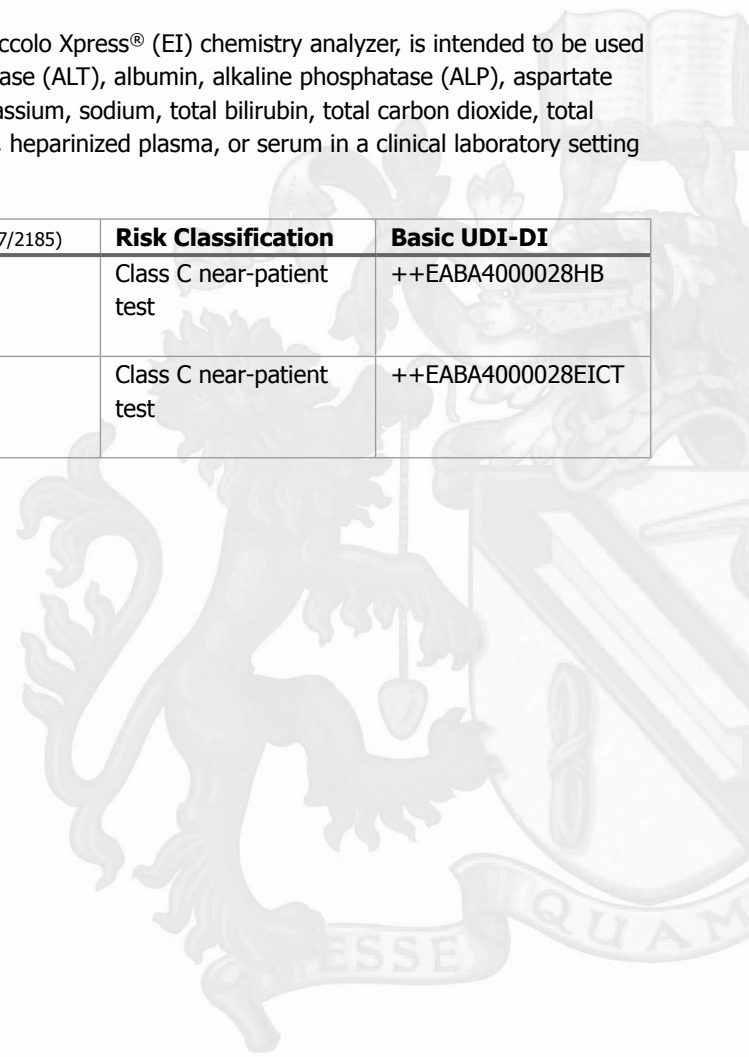 ccolo Xpress® (EI) chemistry analyzer, is intended to be used
ase (ALT), albumin, alkaline phosphatase (ALP), aspartate
assium, sodium, total bilirubin, total carbon dioxide, total
, heparinized plasma, or serum in a clinical laboratory setting
7/2185) Risk Classification Basic UDI-DI
Class C near-patient ++EABA4000028HB
test
Class C near-patient ++EABA4000028EICT
test
ESSE QUAM